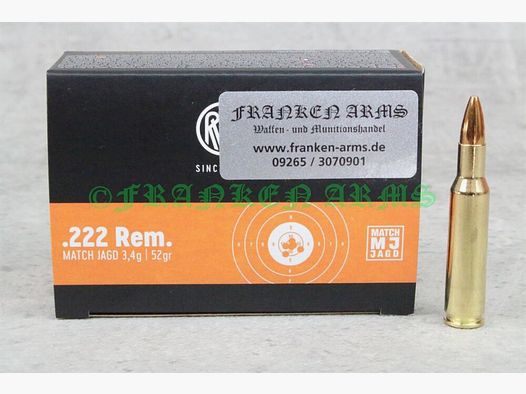 FRANKEN ARMS
Waffen- und Munitionshandel
www.franken-arms.de
09265 / 3070901
©FRANKEN ARMS
.222 Rem.
MATCH JAGD 3,4g | 52gr
MATCH
MJ
JAGD